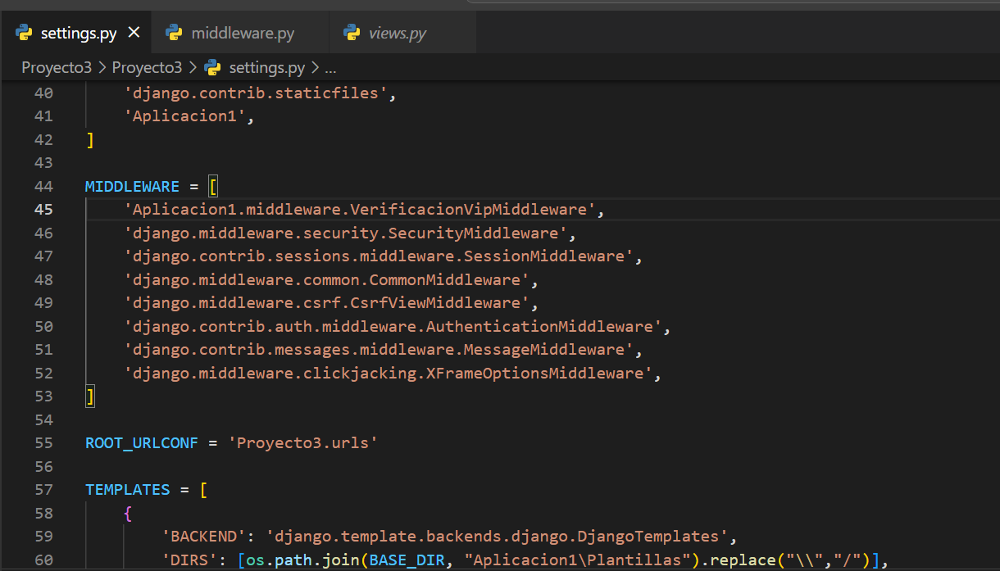 settings.py ×
middleware.py
views.py
Proyecto3 > Proyecto3 > settings.py > ...
40 'django.contrib.staticfiles',
41 'Aplicacion1',
42 ]
43
44 MIDDLEWARE = [
45 'Aplicacion1.middleware.VerificacionVipMiddleware',
46 'django.middleware.security.SecurityMiddleware',
47 'django.contrib.sessions.middleware.SessionMiddleware',
48 'django.middleware.common.CommonMiddleware',
49 'django.middleware.csrf.CsrfViewMiddleware',
50 'django.contrib.auth.middleware.AuthenticationMiddleware',
51 'django.contrib.messages.middleware.MessageMiddleware',
52 'django.middleware.clickjacking.XFrameOptionsMiddleware',
53 ]
54
55 ROOT_URLCONF = 'Proyecto3.urls'
56
57 TEMPLATES = [
58 {
59 'BACKEND': 'django.template.backends.django.DjangoTemplates',
60 'DIRS': [os.path.join(BASE_DIR, "Aplicacion1\Plantillas").replace("\\","/")],